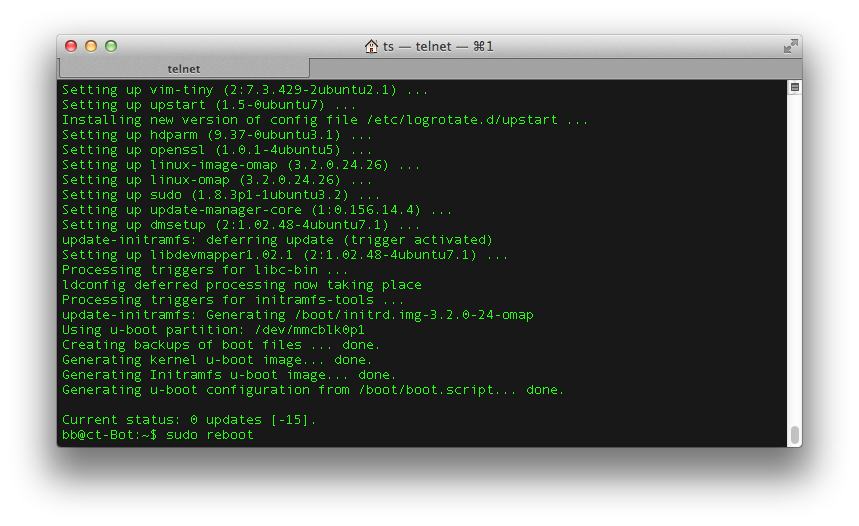 ts — telnet — ⌘1
telnet
Setting up vim-tiny (2:7.3.429-2ubuntu2.1) ...
Setting up upstart (1.5-0ubuntu7) ...
Installing new version of config file /etc/logrotate.d/upstart ...
Setting up hdparm (9.37-0ubuntu3.1) ...
Setting up openssl (1.0.1-4ubuntu5) ...
Setting up linux-image-omap (3.2.0.24.26) ...
Setting up linux-omap (3.2.0.24.26) ...
Setting up sudo (1.8.3p1-1ubuntu3.2) ...
Setting up update-manager-core (1:0.156.14.4) ...
Setting up dmsetup (2:1.02.48-4ubuntu7.1) ...
update-initramfs: deferring update (trigger activated)
Setting up libdevmapper1.02.1 (2:1.02.48-4ubuntu7.1) ...
Processing triggers for libc-bin ...
ldconfig deferred processing now taking place
Processing triggers for initramfs-tools ...
update-initramfs: Generating /boot/initrd.img-3.2.0-24-omap
Using u-boot partition: /dev/mmcblk0p1
Creating backups of boot files ... done.
Generating kernel u-boot image... done.
Generating Initramfs u-boot image... done.
Generating u-boot configuration from /boot/boot.script... done.
Current status: 0 updates [-15].
bb@ct-Bot:~$ sudo reboot